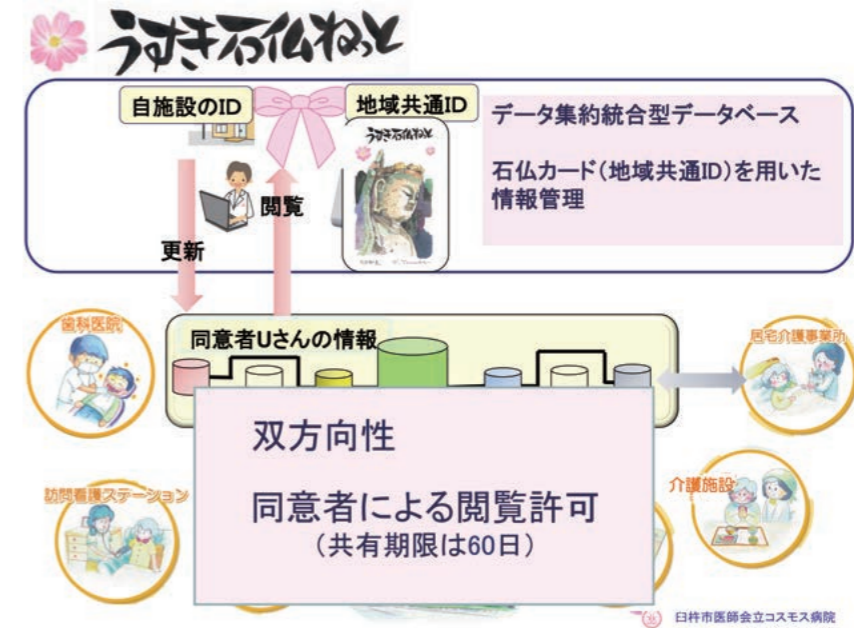 うすき石仏ねっと
自施設のID
地域共通ID
うすき石仏ねっと
データ集約統合型データベース
石仏カード（地域共通ID）を用いた
情報管理
閲覧
更新
同意者Uさんの情報
歯科医院
居宅介護事業所
双方向性
同意者による閲覧許可
（共有期限は60日）
訪問看護ステーション
介護施設
臼杵市医師会立コスモス病院